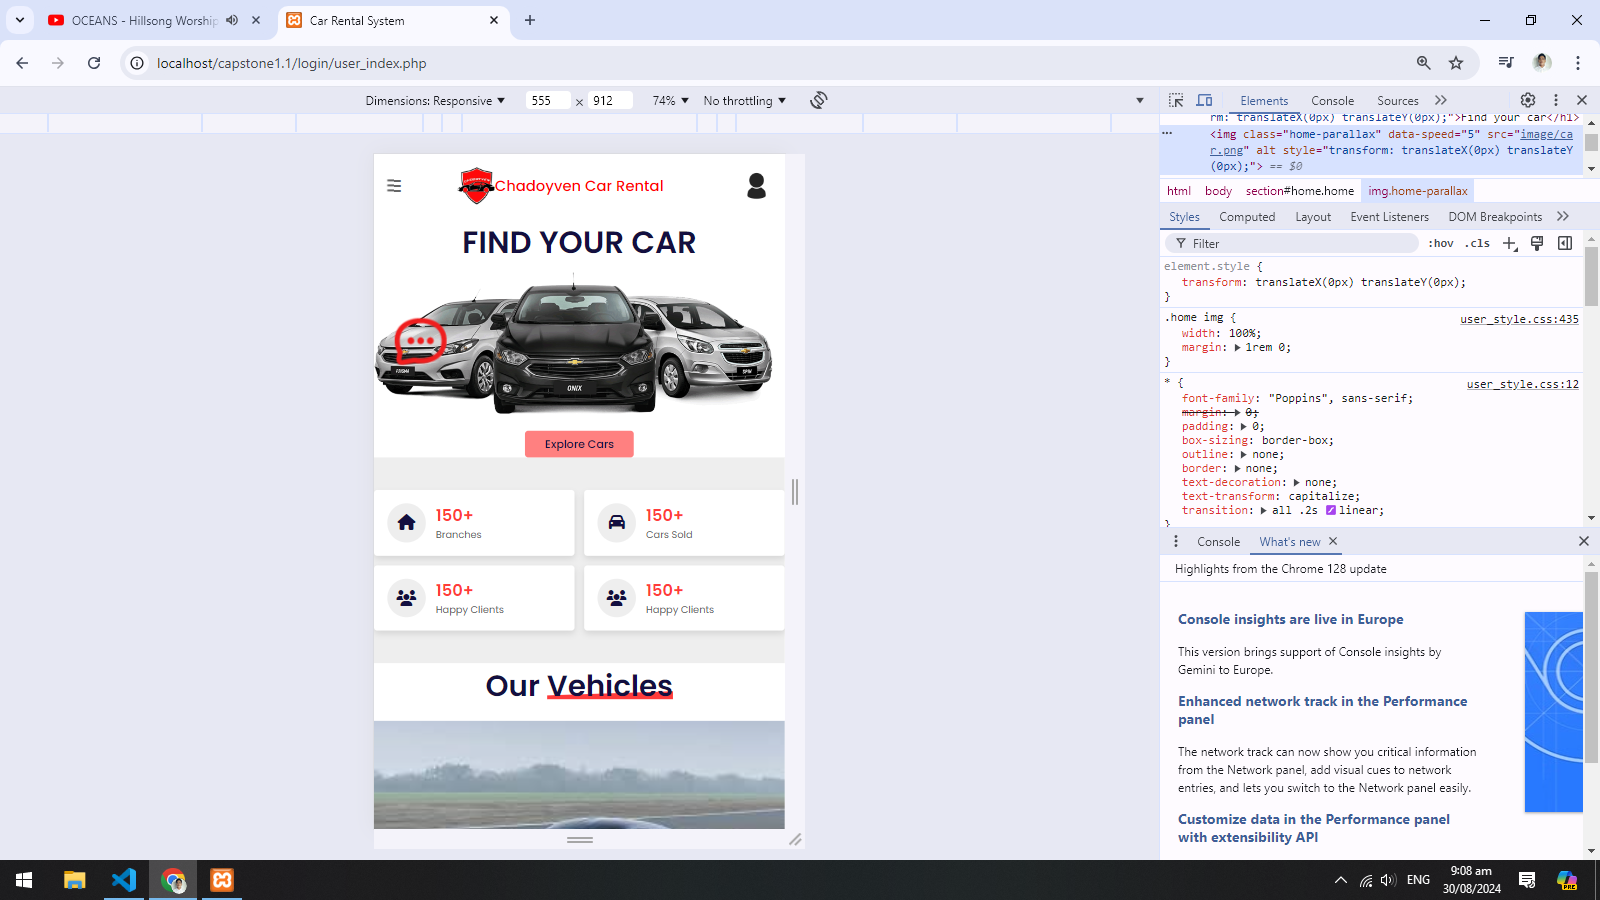 OCEANS - Hillsong Worship
Car Rental System
localhost/capstone1.1/login/user_index.php
Dimensions: Responsive
555
×
912
74%
No throttling
Elements
Console
Sources
rm: translateX(0px) translateY(0px);">Find your car</h1>
<img class="home-parallax" data-speed="5" src="image/ca
r.png" alt style="transform: translateX(0px) translateY
(0px);"> == $0
html
body
section#home.home
img.home-parallax
Styles
Computed
Layout
Event Listeners
DOM Breakpoints
Filter
:hov
.cls
element.style {
transform: translateX(0px) translateY(0px);
}
.home img {
user_style.css:435
width: 100%;
margin: 1rem 0;
}
* {
user_style.css:12
font-family: "Poppins", sans-serif;
margin: 0;
padding: 0;
box-sizing: border-box;
outline: none;
border: none;
text-decoration: none;
text-transform: capitalize;
transition: all .2s linear;
}
Console
What's new
Highlights from the Chrome 128 update
Console insights are live in Europe
This version brings support of Console insights by
Gemini to Europe.
Enhanced network track in the Performance
panel
The network track can now show you critical information
from the Network panel, add visual cues to network
entries, and lets you switch to the Network panel easily.
Customize data in the Performance panel
with extensibility API
Chadoyven Car Rental
FIND YOUR CAR
PRISMA
ONIX
SPIN
Explore Cars
150+
Branches
150+
Cars Sold
150+
Happy Clients
150+
Happy Clients
Our Vehicles
ENG
9:08 am
30/08/2024
PRE